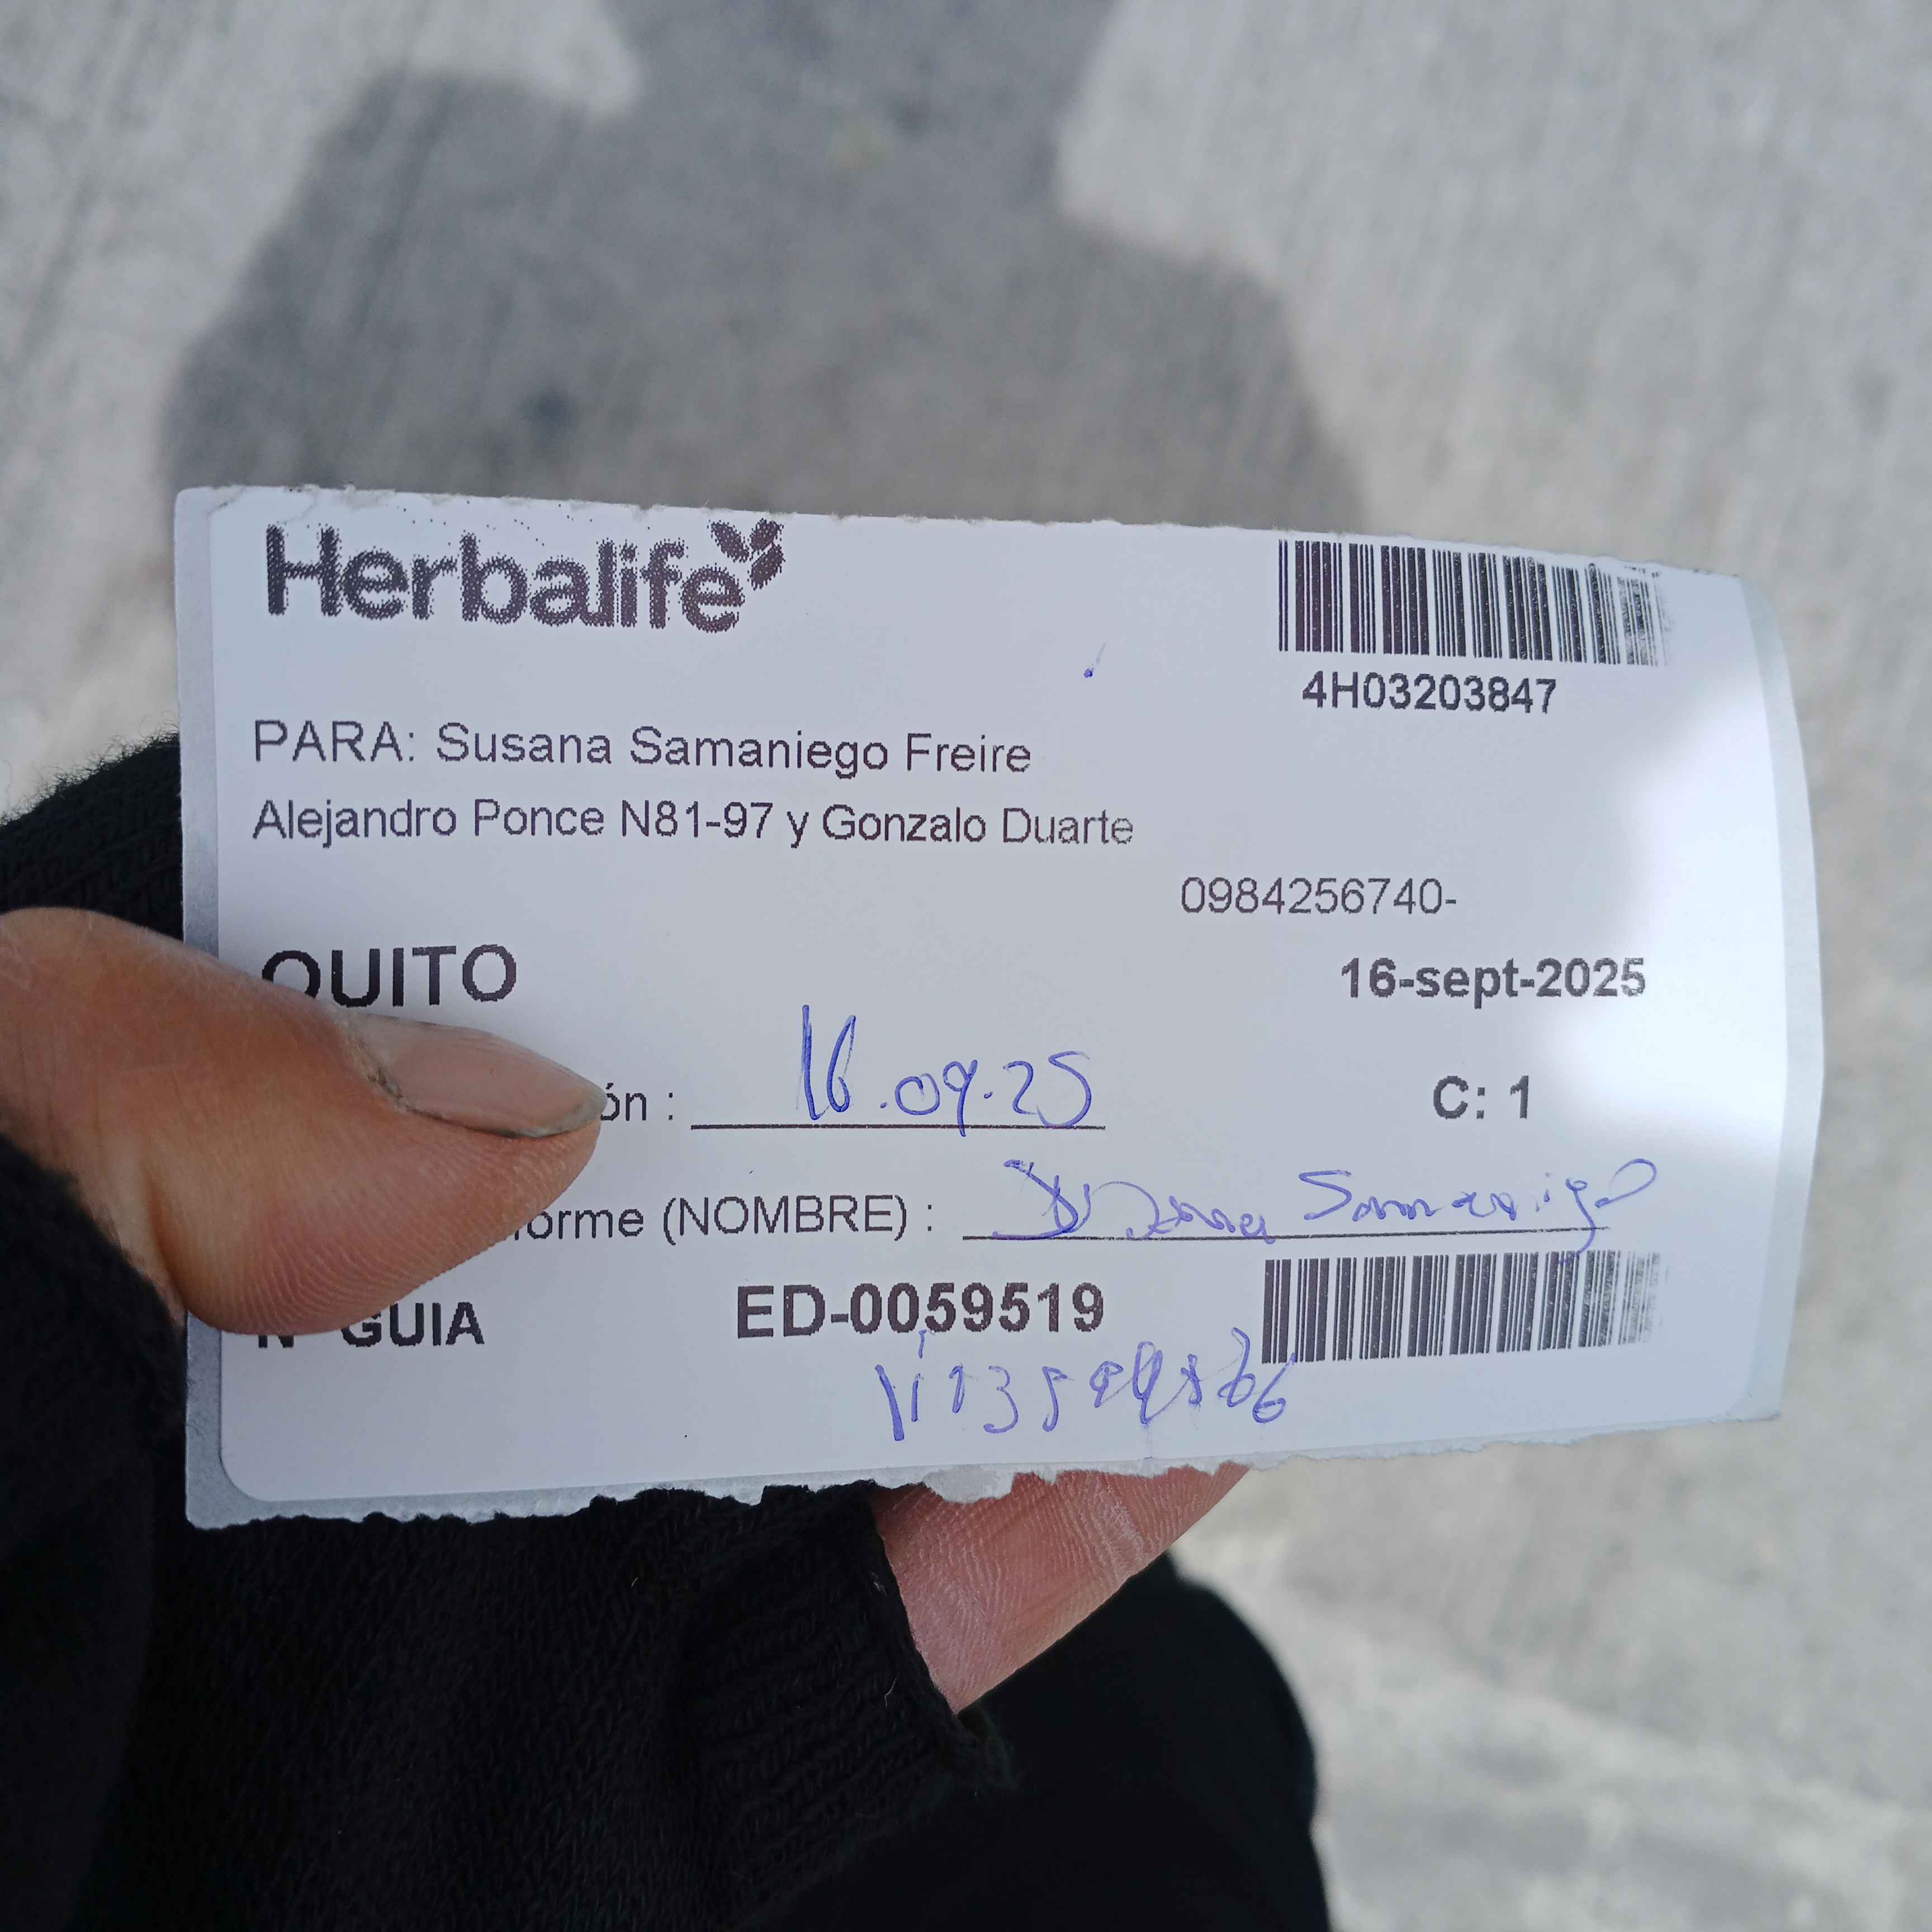 Herbalife
4H03203847
PARA: Susana Samaniego Freire
Alejandro Ponce N81-97 y Gonzalo Duarte
0984256740-
QUITO
16-sept-2025
ón : 16.09.25
C: 1
orme (NOMBRE) : Samaniego
N° GUIA ED-0059519